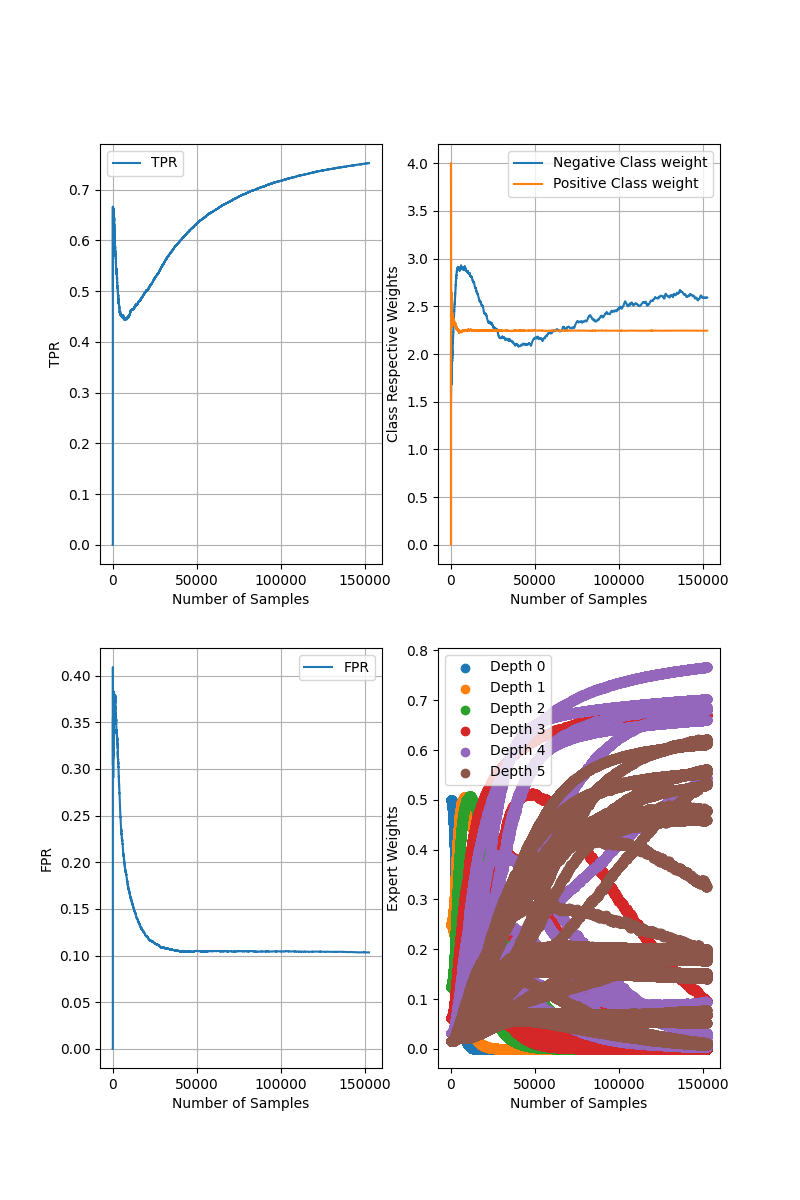 TPR
TPR
0.7
0.6
0.5
0.4
0.3
0.2
0.1
0.0
0 50000 100000 150000
Number of Samples
Negative Class weight
Positive Class weight
Class Respective Weights
4.0
3.5
3.0
2.5
2.0
1.5
1.0
0.5
0.0
0 50000 100000 150000
Number of Samples
FPR
FPR
0.40
0.35
0.30
0.25
0.20
0.15
0.10
0.05
0.00
0 50000 100000 150000
Number of Samples
Depth 0
Depth 1
Depth 2
Depth 3
Depth 4
Depth 5
Expert Weights
0.8
0.7
0.6
0.5
0.4
0.3
0.2
0.1
0.0
0 50000 100000 150000
Number of Samples